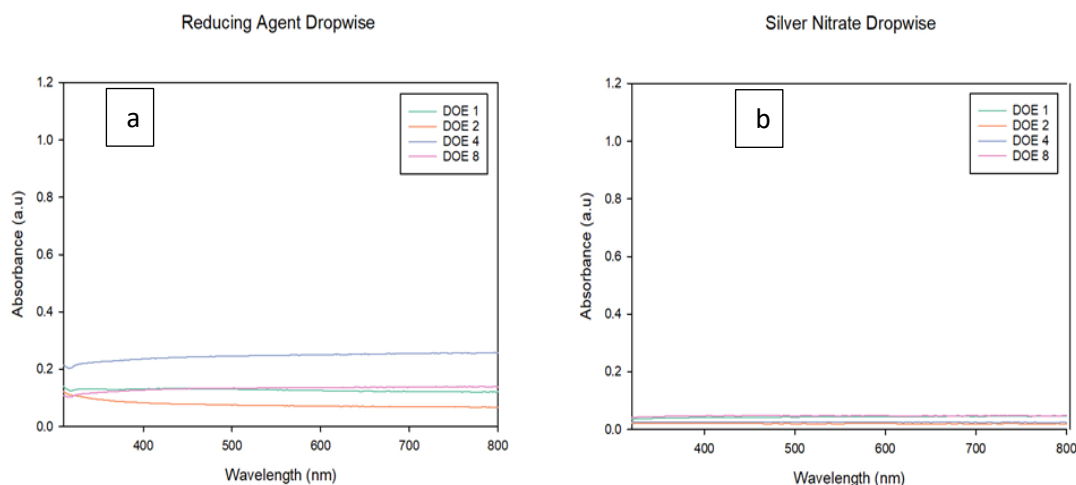 Reducing Agent Dropwise
a
DOE 1
DOE 2
DOE 4
DOE 8
1.2
1.0
0.8
0.6
0.4
0.2
0.0
Absorbance (a.u)
400
500
600
700
800
Wavelength (nm)
Silver Nitrate Dropwise
b
DOE 1
DOE 2
DOE 4
DOE 8
1.2
1.0
0.8
0.6
0.4
0.2
0.0
Absorbance (a.u)
400
500
600
700
800
Wavelength (nm)